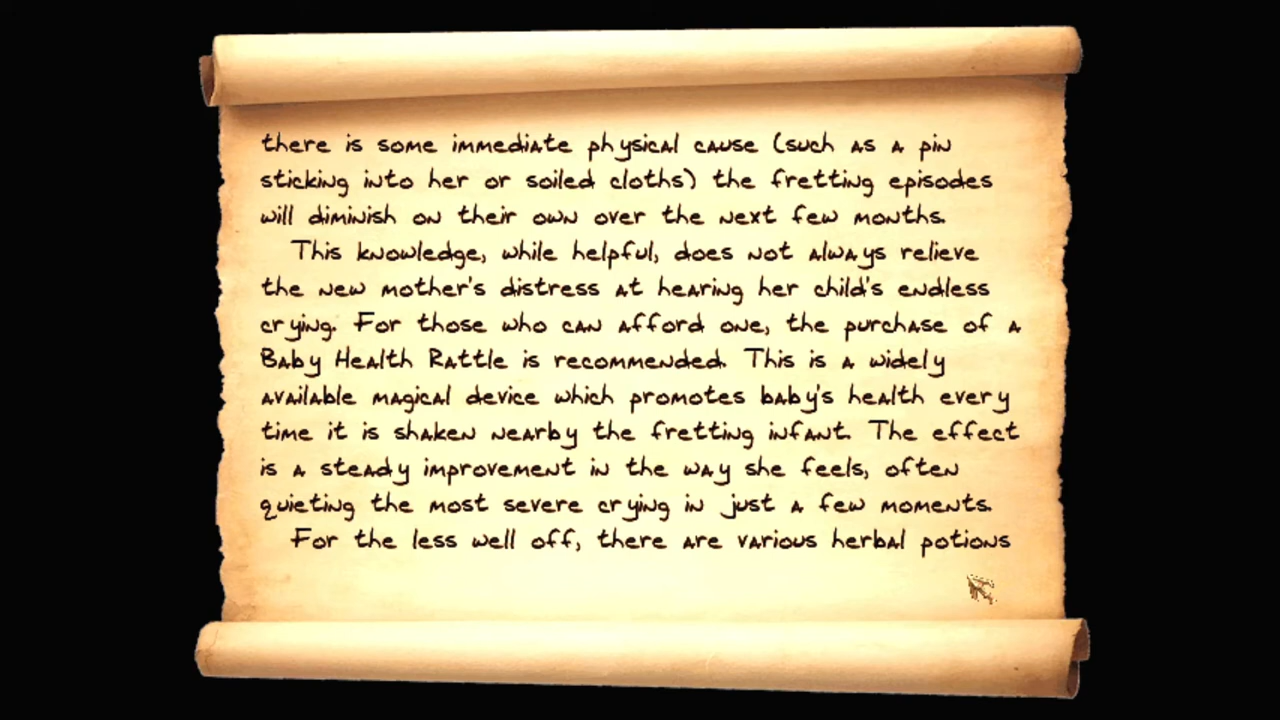 there is some immediate physical cause (such as a pin
sticking into her or soiled cloths) the fretting episodes
will diminish on their own over the next few months.
This knowledge, while helpful, does not always relieve
the new mother's distress at hearing her child's endless
crying. For those who can afford one, the purchase of a
Baby Health Rattle is recommended. This is a widely
available magical device which promotes baby's health every
time it is shaken nearby the fretting infant. The effect
is a steady improvement in the way she feels, often
quieting the most severe crying in just a few moments.
For the less well off, there are various herbal potions